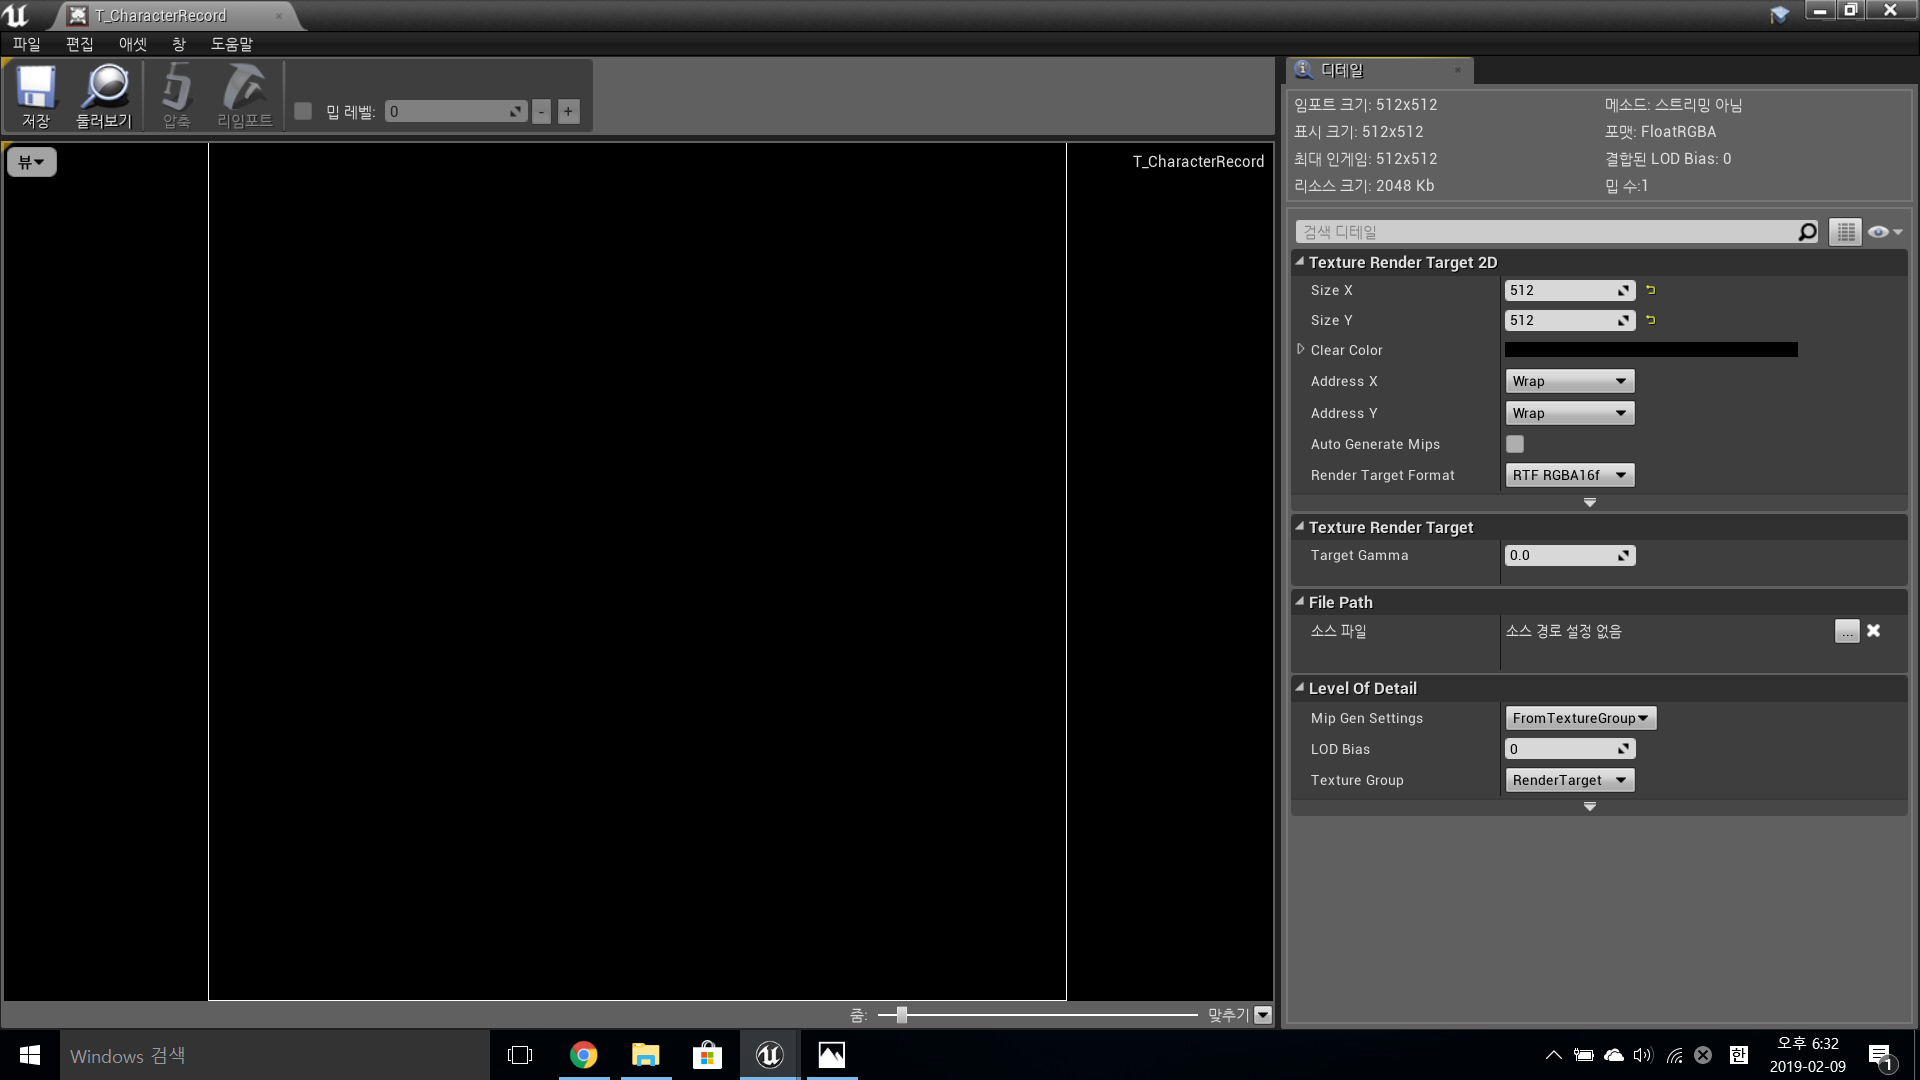 T_CharacterRecord
파일 편집 애셋 창 도움말
저장 둘러보기 압축 리임포트 밉 레벨: 0 - +
뷰
T_CharacterRecord
줌: 맞추기
디테일
임포트 크기: 512x512 메소드: 스트리밍 아님
표시 크기: 512x512 포맷: FloatRGBA
최대 인게임: 512x512 결합된 LOD Bias: 0
리소스 크기: 2048 Kb 밉 수:1
검색 디테일
Texture Render Target 2D
Size X 512
Size Y 512
Clear Color
Address X Wrap
Address Y Wrap
Auto Generate Mips
Render Target Format RTF RGBA16f
Texture Render Target
Target Gamma 0.0
File Path
소스 파일 소스 경로 설정 없음 ...
Level Of Detail
Mip Gen Settings FromTextureGroup
LOD Bias 0
Texture Group RenderTarget
Windows 검색
한
오후 6:32
2019-02-09
1